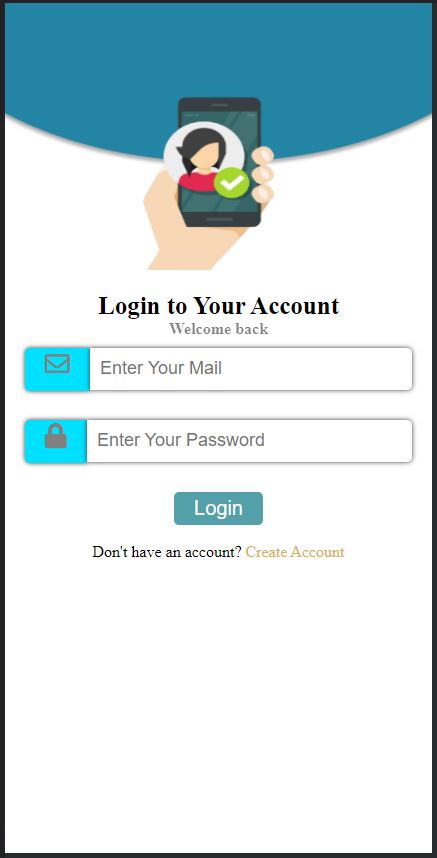 Login to Your Account
Welcome back
Enter Your Mail
Enter Your Password
Login
Don't have an account? Create Account